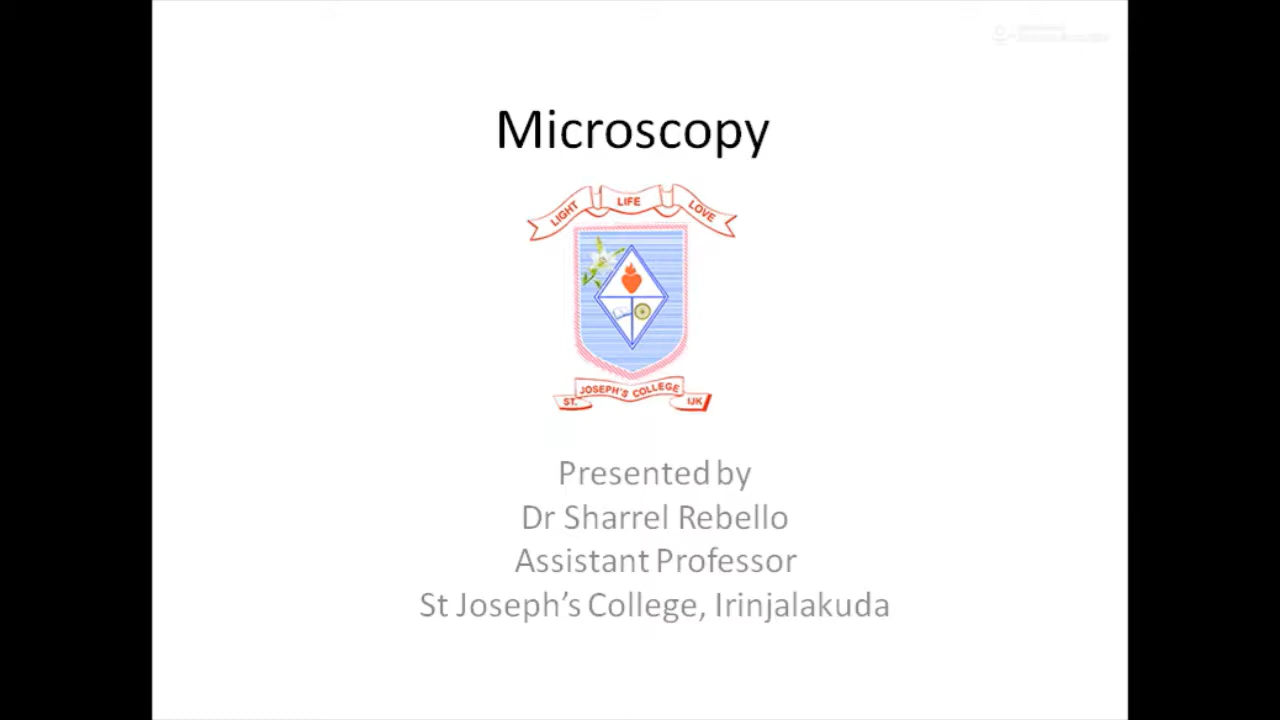 Microscopy
LIGHT LIFE LOVE
ST. JOSEPH'S COLLEGE IJK
Presented by
Dr Sharrel Rebello
Assistant Professor
St Joseph’s College, Irinjalakuda